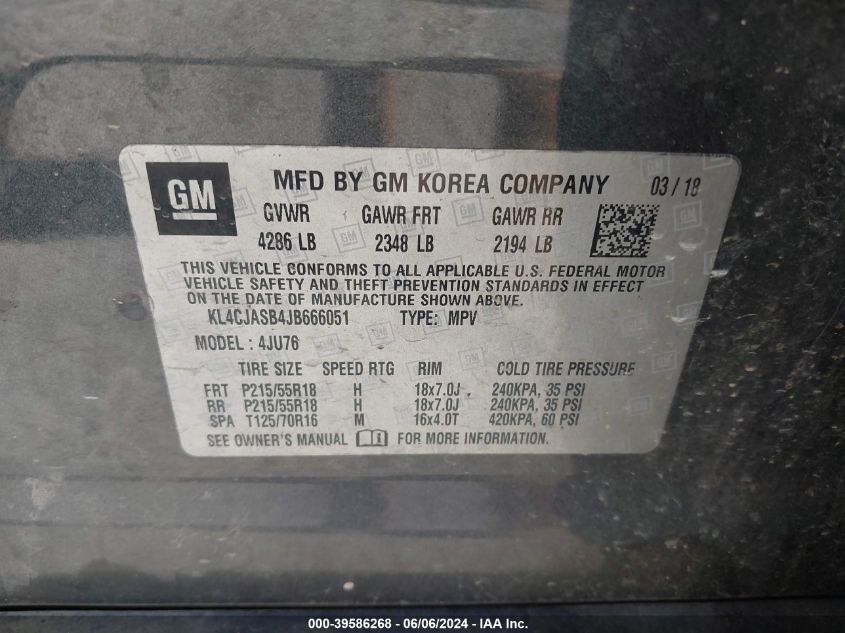 GM
MFD BY GM KOREA COMPANY 03/18
GVWR GAWR FRT GAWR RR
4286 LB 2348 LB 2194 LB
THIS VEHICLE CONFORMS TO ALL APPLICABLE U.S. FEDERAL MOTOR
VEHICLE SAFETY AND THEFT PREVENTION STANDARDS IN EFFECT
ON THE DATE OF MANUFACTURE SHOWN ABOVE.
KL4CJASB4JB666051 TYPE: MPV
MODEL : 4JU76
TIRE SIZE SPEED RTG RIM COLD TIRE PRESSURE
FRT P215/55R18 H 18x7.0J 240KPA, 35 PSI
RR P215/55R18 H 18x7.0J 240KPA, 35 PSI
SPA T125/70R16 M 16x4.0T 420KPA, 60 PSI
SEE OWNER'S MANUAL FOR MORE INFORMATION.
000-39586268 - 06/06/2024 - IAA Inc.